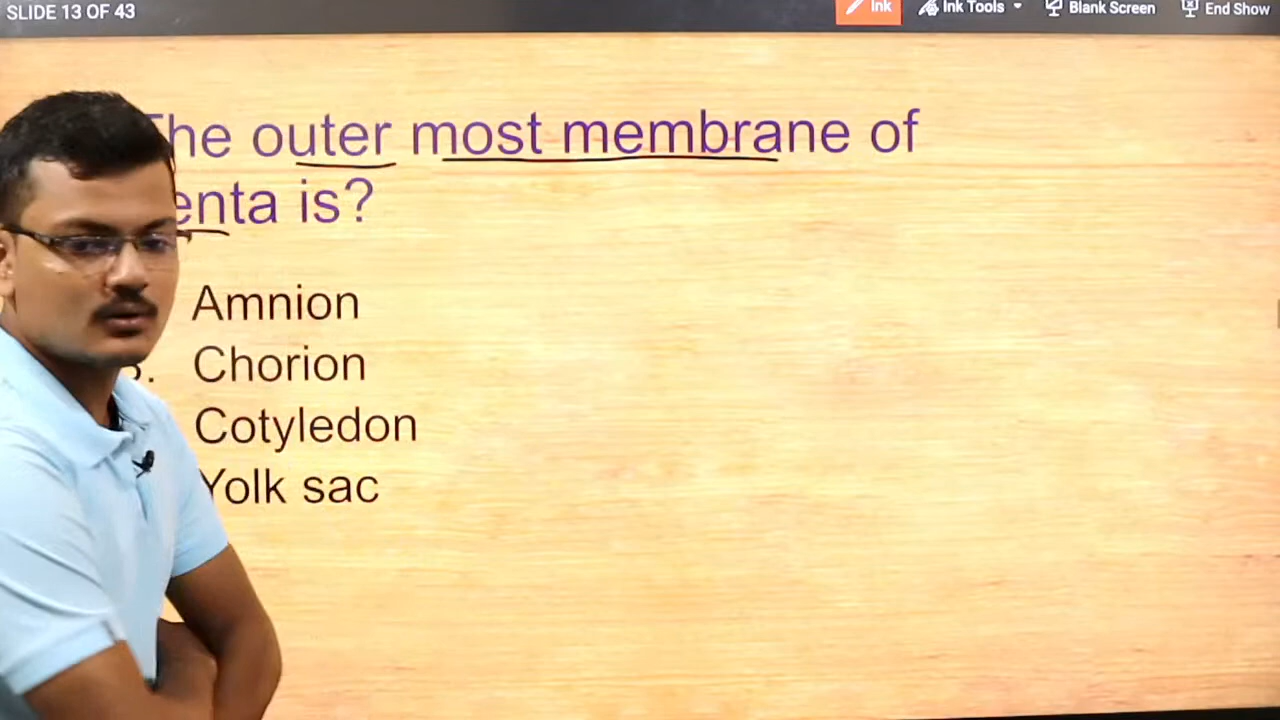 SLIDE 13 OF 43
Ink
Ink Tools
Blank Screen
End Show
The outer most membrane of
enta is?
Amnion
B. Chorion
Cotyledon
Yolk sac